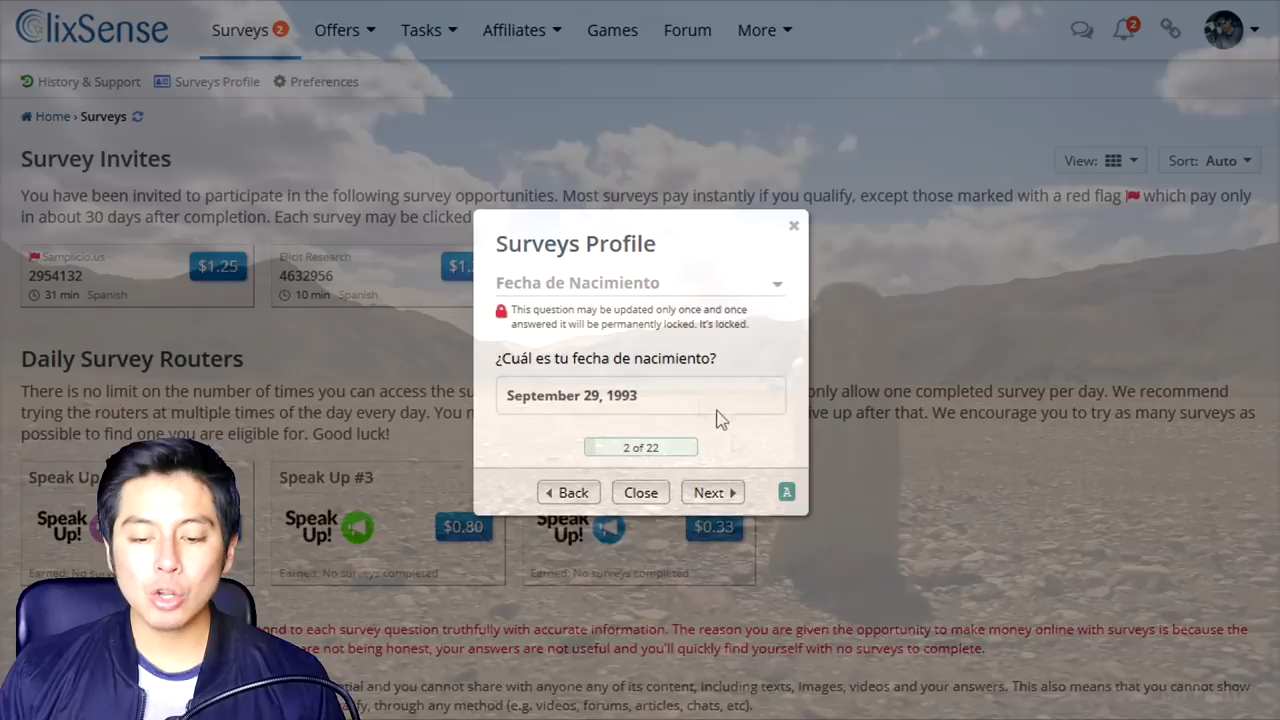 ClixSense
Surveys 2 Offers Tasks Affiliates Games Forum More 2
History & Support Surveys Profile Preferences
Home › Surveys
Survey Invites
View: Sort: Auto
You have been invited to participate in the following survey opportunities. Most surveys pay instantly if you qualify, except those marked with a red flag which pay only
in about 30 days after completion. Each survey may be clicked
Samplicio.us
2954132
$1.25
31 min Spanish
Eliot Research
4632956
10 min Spanish
Surveys Profile
Fecha de Nacimiento
This question may be updated only once and once
answered it will be permanently locked. It's locked.
¿Cuál es tu fecha de nacimiento?
September 29, 1993
2 of 22
Back Close Next
A
Daily Survey Routers
There is no limit on the number of times you can access the only allow one completed survey per day. We recommend
trying the routers at multiple times of the day every day. You up after that. We encourage you to try as many surveys as
possible to find one you are eligible for. Good luck!
Speak Up
Speak
Up!
Earned: No
Speak Up #3
Speak
Up!
$0.80
Earned: No surveys completed
Speak
Up!
$0.33
Earned: No surveys completed
to each survey question truthfully with accurate information. The reason you are given the opportunity to make money online with surveys is because the
are not being honest, your answers are not useful and you'll quickly find yourself with no surveys to complete.
and you cannot share with anyone any of its content, including texts, images, videos and your answers. This also means that you cannot show
through any method (e.g. videos, forums, articles, chats, etc).